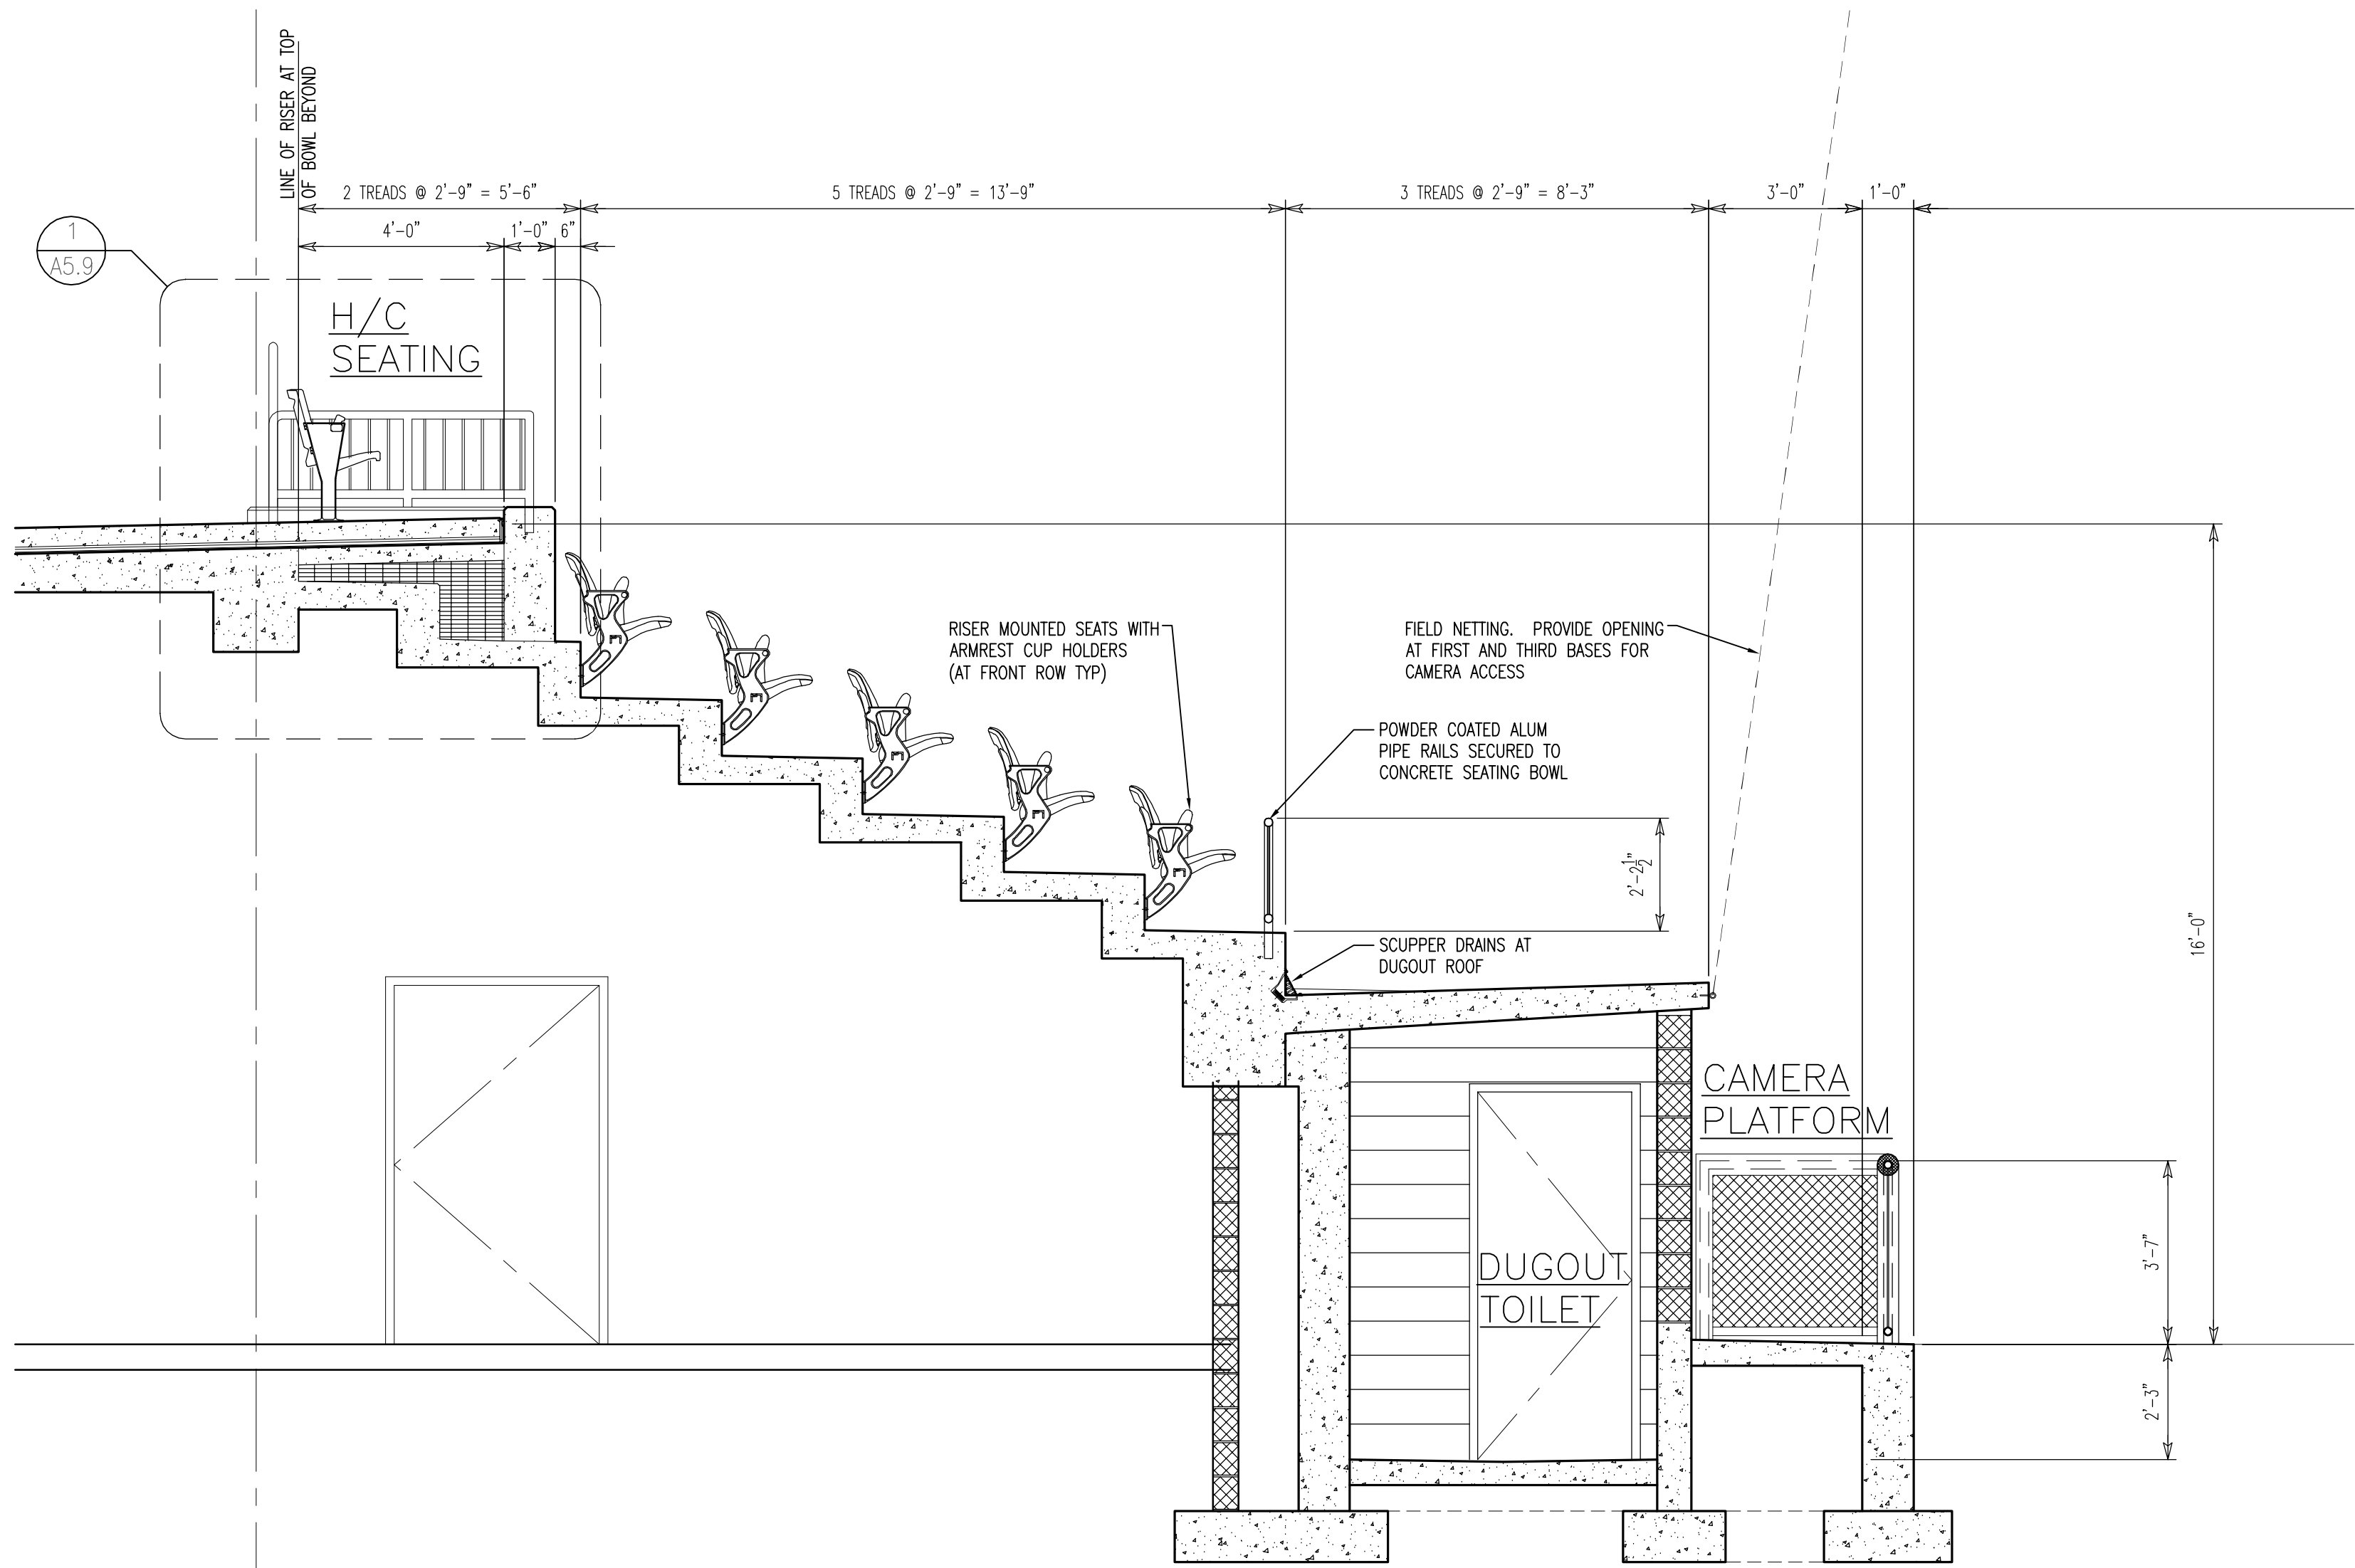 LINE OF RISER AT TOP
OF BOWL BEYOND
2 TREADS @ 2'-9" = 5'-6"
5 TREADS @ 2'-9" = 13'-9"
3 TREADS @ 2'-9" = 8'-3"
3'-0"
1'-0"
4'-0"
1'-0"
6"
1
A5.9
H/C
SEATING
RISER MOUNTED SEATS WITH
ARMREST CUP HOLDERS
(AT FRONT ROW TYP)
FIELD NETTING. PROVIDE OPENING
AT FIRST AND THIRD BASES FOR
CAMERA ACCESS
POWDER COATED ALUM
PIPE RAILS SECURED TO
CONCRETE SEATING BOWL
2'-2 1/2"
16'-0"
SCUPPER DRAINS AT
DUGOUT ROOF
CAMERA
PLATFORM
DUGOUT
TOILET
3'-7"
2'-3"